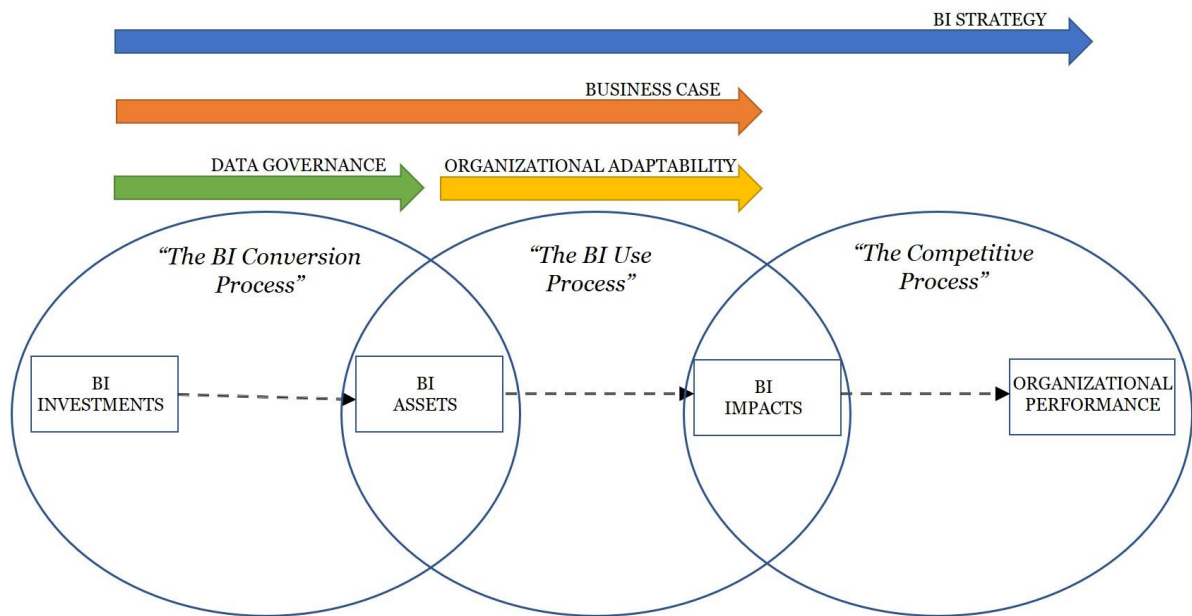 BI STRATEGY
BUSINESS CASE
DATA GOVERNANCE
ORGANIZATIONAL ADAPTABILITY
“The BI Conversion
Process”
“The BI Use
Process”
“The Competitive
Process”
BI
INVESTMENTS
BI
ASSETS
BI
IMPACTS
ORGANIZATIONAL
PERFORMANCE